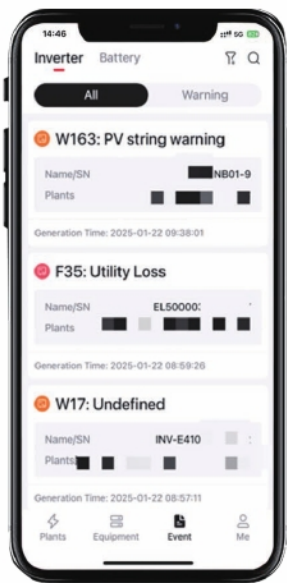 14:46
5G
Inverter Battery
All Warning
W163: PV string warning
Name/SN NB01-9
Plants
Generation Time: 2025-01-22 09:38:01
F35: Utility Loss
Name/SN EL50000:
Plants
Generation Time: 2025-01-22 08:59:26
W17: Undefined
Name/SN INV-E410
Plants
Generation Time: 2025-01-22 08:57:11
Plants Equipment Event Me